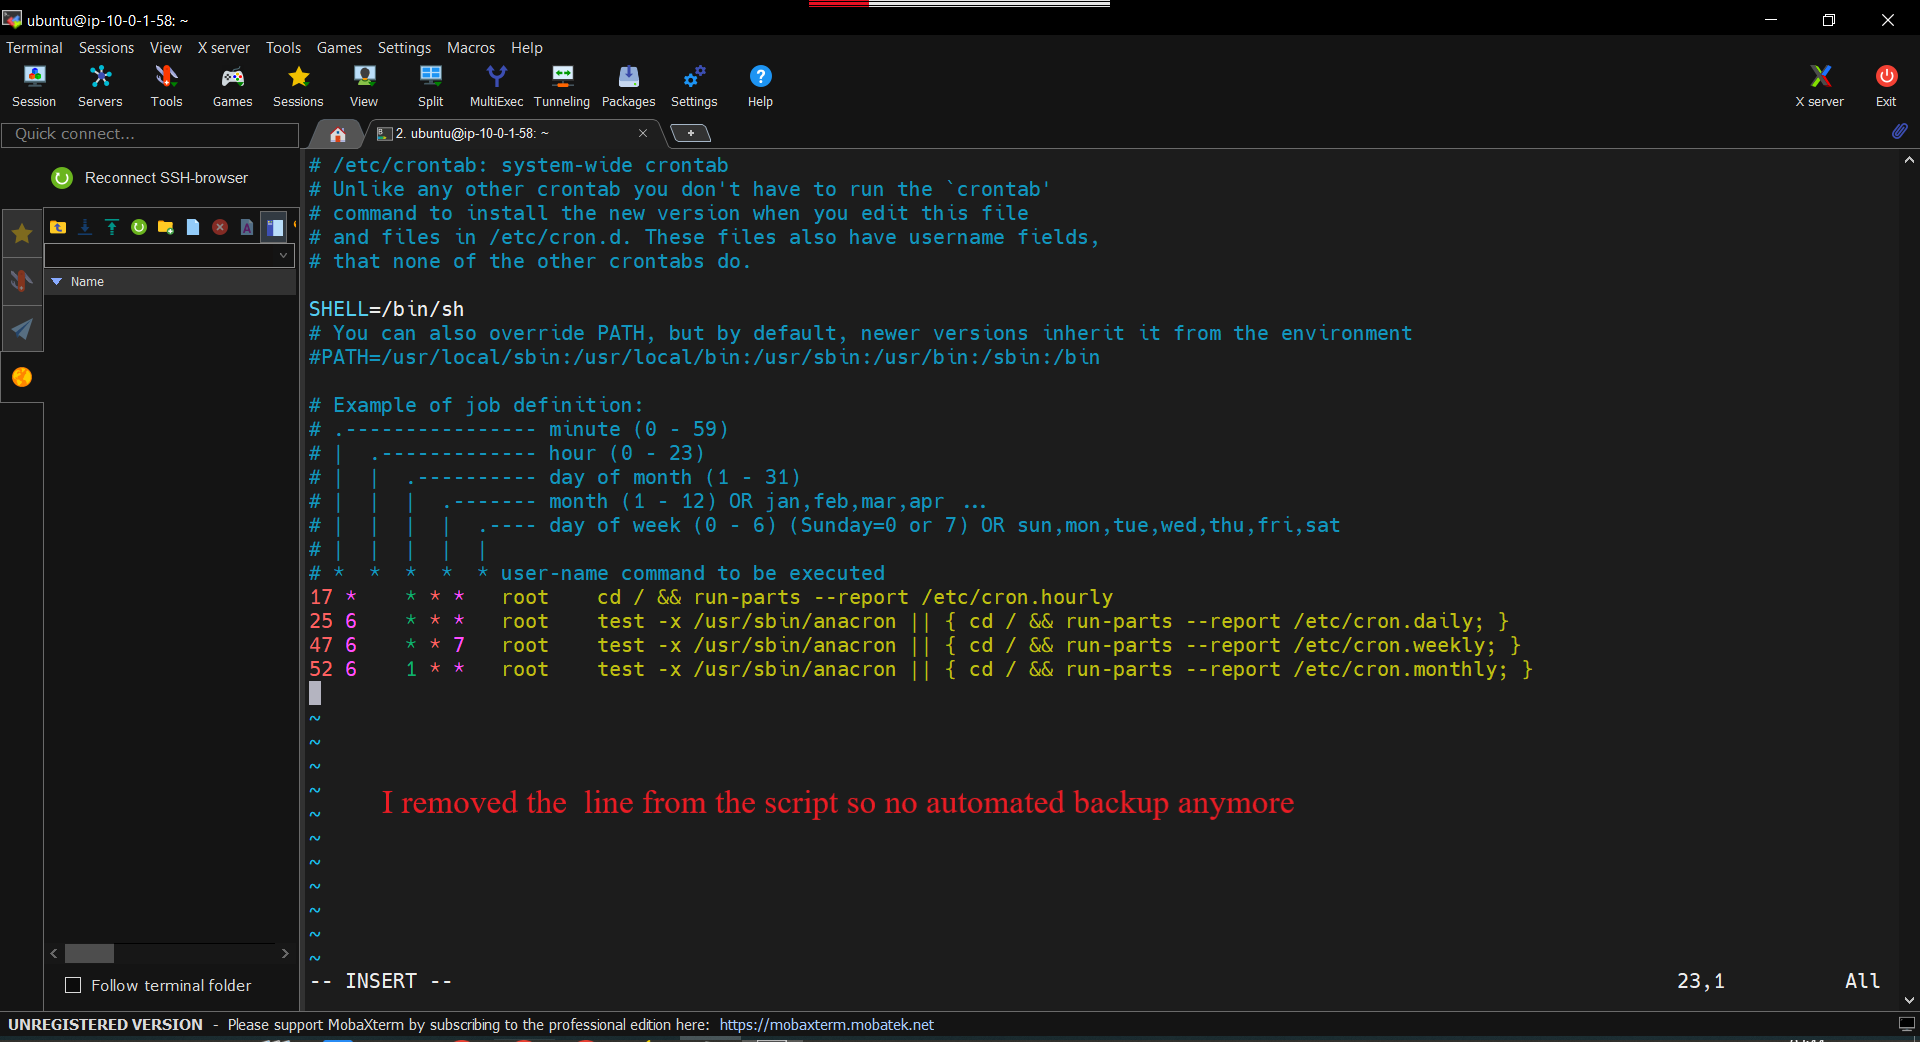 ubuntu@ip-10-0-1-58: ~
Terminal Sessions View X server Tools Games Settings Macros Help
Session Servers Tools Games Sessions View Split MultiExec Tunneling Packages Settings Help X server Exit
Quick connect...
2. ubuntu@ip-10-0-1-58: ~
Reconnect SSH-browser
Name
# /etc/crontab: system-wide crontab
# Unlike any other crontab you don't have to run the `crontab'
# command to install the new version when you edit this file
# and files in /etc/cron.d. These files also have username fields,
# that none of the other crontabs do.
SHELL=/bin/sh
# You can also override PATH, but by default, newer versions inherit it from the environment
#PATH=/usr/local/sbin:/usr/local/bin:/usr/sbin:/usr/bin:/sbin:/bin
# Example of job definition:
# .---------------- minute (0 - 59)
# |  .------------- hour (0 - 23)
# |  |  .---------- day of month (1 - 31)
# |  |  |  .------- month (1 - 12) OR jan,feb,mar,apr ...
# |  |  |  |  .---- day of week (0 - 6) (Sunday=0 or 7) OR sun,mon,tue,wed,thu,fri,sat
# |  |  |  |  |
# *  *  *  *  * user-name command to be executed
17 *    * * *   root    cd / && run-parts --report /etc/cron.hourly
25 6    * * *   root    test -x /usr/sbin/anacron || { cd / && run-parts --report /etc/cron.daily; }
47 6    * * 7   root    test -x /usr/sbin/anacron || { cd / && run-parts --report /etc/cron.weekly; }
52 6    1 * *   root    test -x /usr/sbin/anacron || { cd / && run-parts --report /etc/cron.monthly; }
~
~
~
~
I removed the  line from the script so no automated backup anymore
~
~
~
~
~
~
~
-- INSERT -- 23,1 All
Follow terminal folder
UNREGISTERED VERSION - Please support MobaXterm by subscribing to the professional edition here: https://mobaxterm.mobatek.net